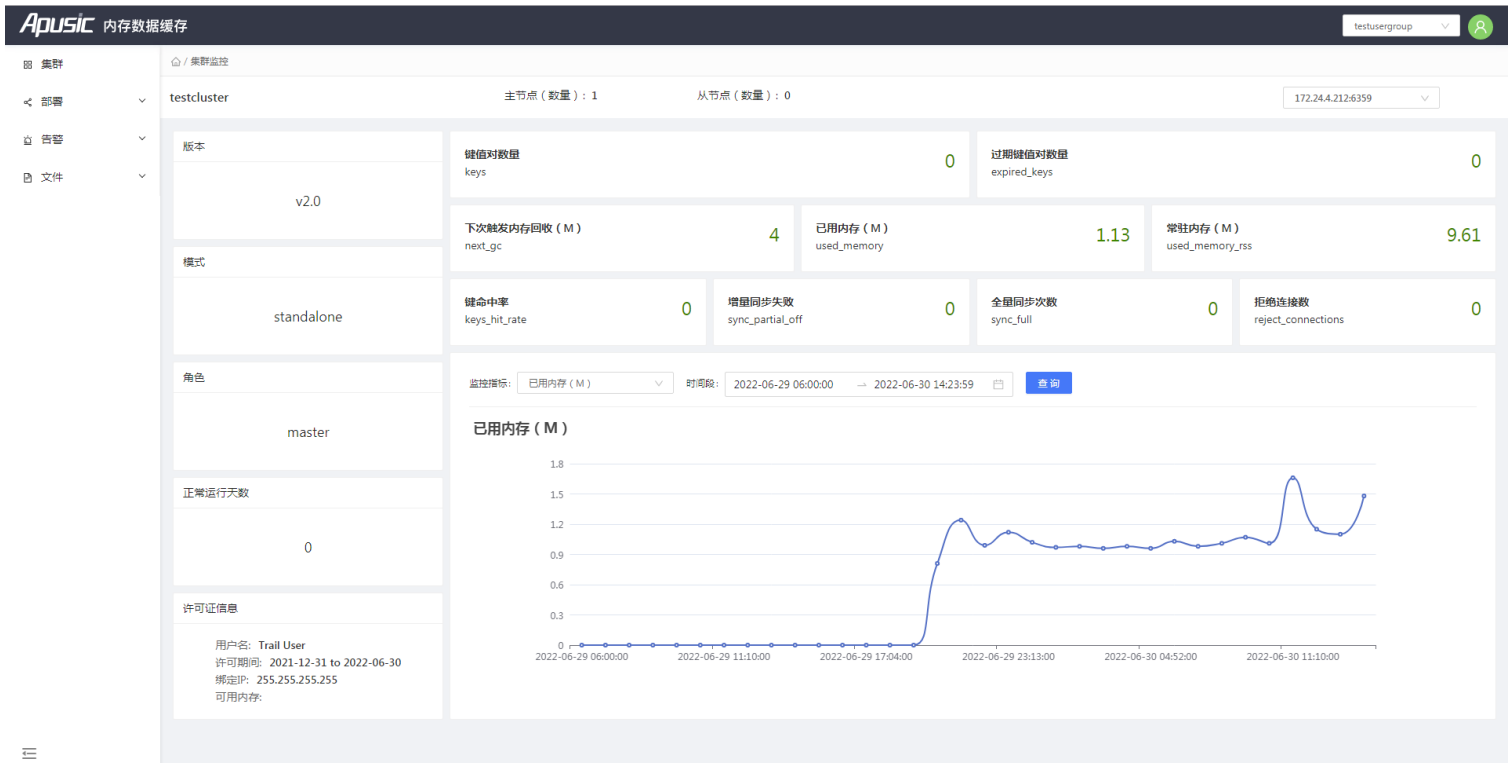 Apusic 内存数据缓存
testusergroup
集群
部署
告警
文件
/ 集群监控
testcluster
主节点（数量）: 1
从节点（数量）: 0
172.24.4.212:6359
版本
v2.0
模式
standalone
角色
master
正常运行天数
0
许可证信息
用户名: Trail User
许可期间: 2021-12-31 to 2022-06-30
绑定IP: 255.255.255.255
可用内存:
键值对数量
keys
0
过期键值对数量
expired_keys
0
下次触发内存回收（M）
next_gc
4
已用内存（M）
used_memory
1.13
常驻内存（M）
used_memory_rss
9.61
键命中率
keys_hit_rate
0
增量同步失败
sync_partial_off
0
全量同步次数
sync_full
0
拒绝连接数
reject_connections
0
监控指标: 已用内存（M） 时间段: 2022-06-29 06:00:00 → 2022-06-30 14:23:59 查 询
已用内存（M）
1.8
1.5
1.2
0.9
0.6
0.3
0
2022-06-29 06:00:00 2022-06-29 11:10:00 2022-06-29 17:04:00 2022-06-29 23:13:00 2022-06-30 04:52:00 2022-06-30 11:10:00